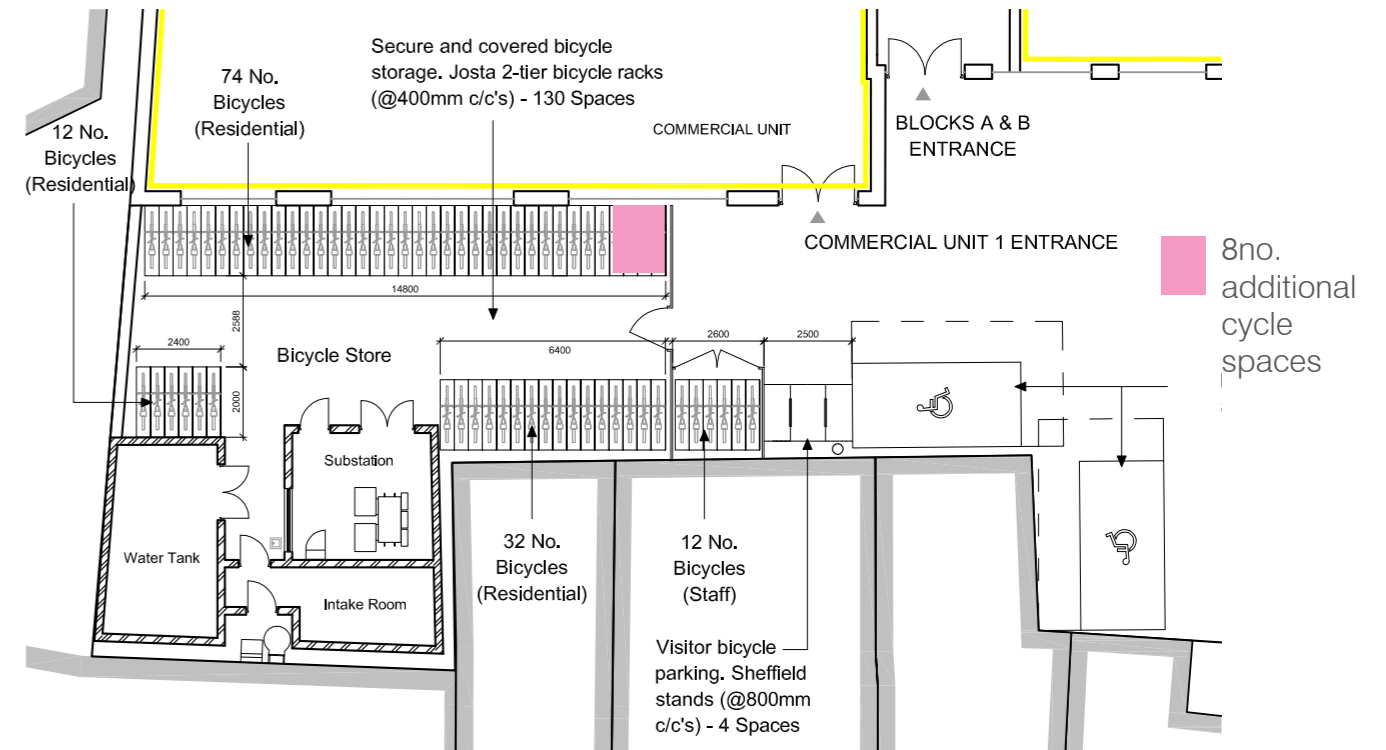 Secure and covered bicycle
storage. Josta 2-tier bicycle racks
(@400mm c/c's) - 130 Spaces
74 No.
Bicycles
(Residential)
12 No.
Bicycles
(Residential)
COMMERCIAL UNIT
BLOCKS A & B
ENTRANCE
COMMERCIAL UNIT 1 ENTRANCE
8no.
additional
cycle
spaces
14800
2588
2400
2000
Bicycle Store
6400
2600
2500
Substation
Water Tank
Intake Room
32 No.
Bicycles
(Residential)
12 No.
Bicycles
(Staff)
Visitor bicycle
parking. Sheffield
stands (@800mm
c/c's) - 4 Spaces